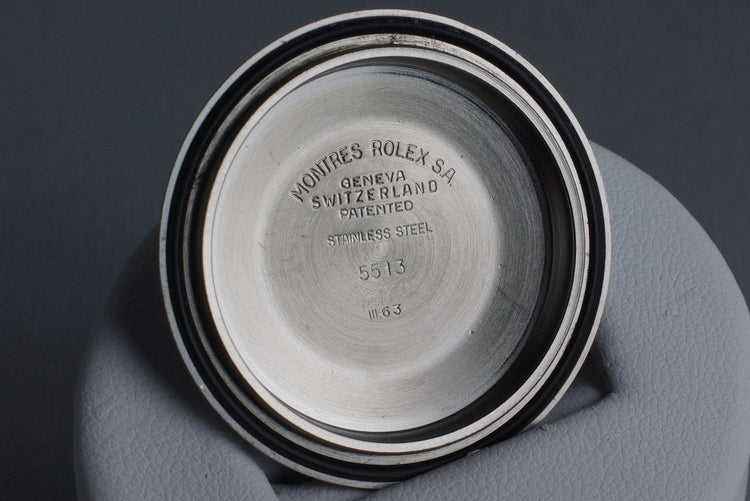 MONTRES ROLEX S.A.
GENEVA
SWITZERLAND
PATENTED
STAINLESS STEEL
5513
III 63